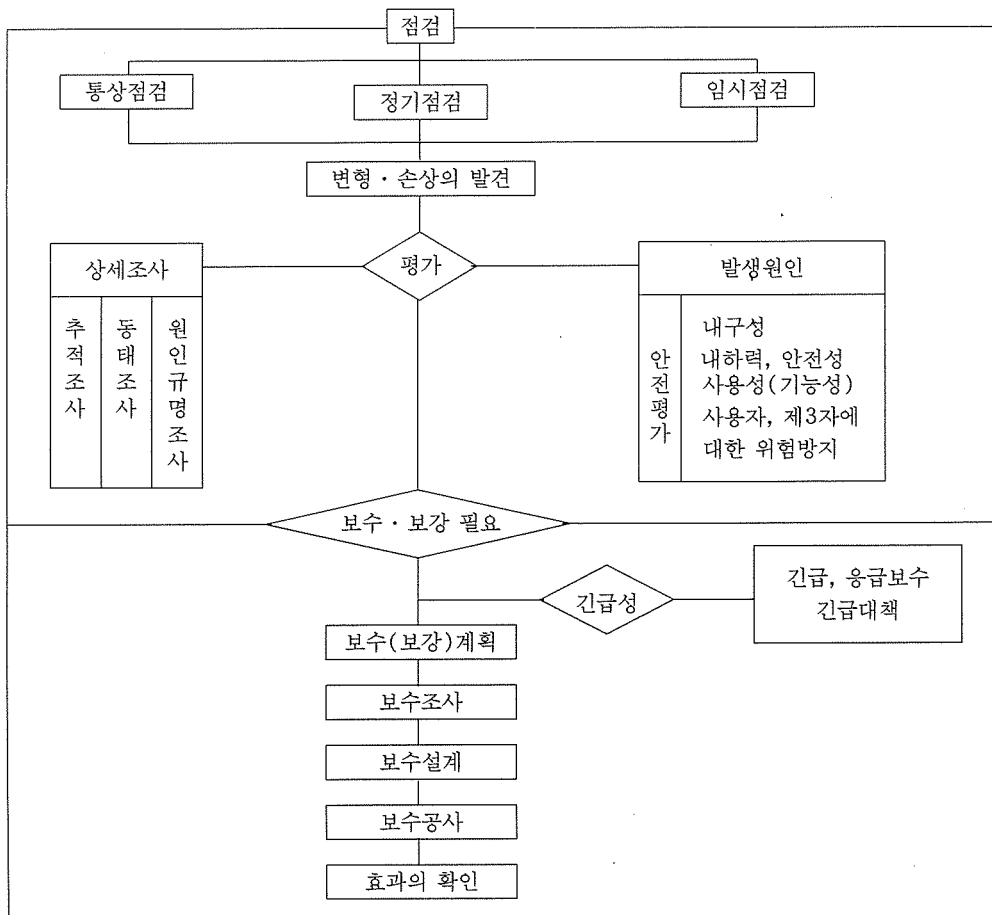 점검
통상점검
정기점검
임시점검
변형 · 손상의 발견
평가
상세조사
추적조사
동태조사
원인규명조사
발생원인
안전평가
내구성
내하력, 안전성
사용성(기능성)
사용자, 제3자에
대한 위험방지
보수 · 보강 필요
긴급성
긴급, 응급보수
긴급대책
보수(보강)계획
보수조사
보수설계
보수공사
효과의 확인